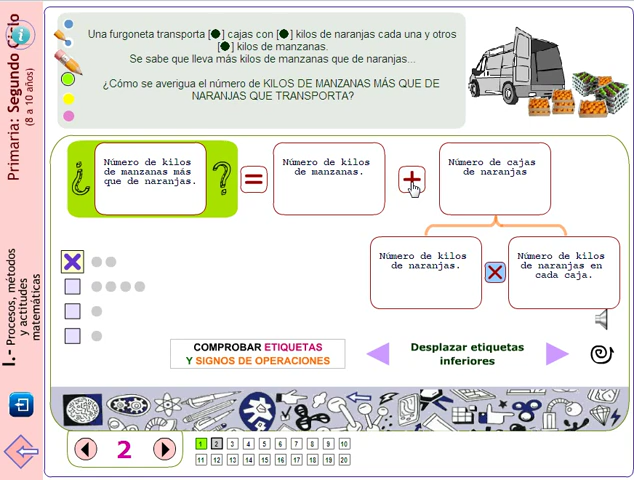 Primaria: Segundo Ciclo
(8 a 10 años)
I.- Procesos, métodos
y actitudes
matemáticas
Una furgoneta transporta [●] cajas con [●] kilos de naranjas cada una y otros
[●] kilos de manzanas.
Se sabe que lleva más kilos de manzanas que de naranjas...
¿Cómo se averigua el número de KILOS DE MANZANAS MÁS QUE DE
NARANJAS QUE TRANSPORTA?
¿
Número de kilos
de manzanas más
que de naranjas.
?
=
Número de kilos
de manzanas.
+
Número de cajas
de naranjas
Número de kilos
de naranjas.
X
Número de kilos
de naranjas en
cada caja.
COMPROBAR ETIQUETAS
Y SIGNOS DE OPERACIONES
Desplazar etiquetas
inferiores
2
1 2 3 4 5 6 7 8 9 10
11 12 13 14 15 16 17 18 19 20